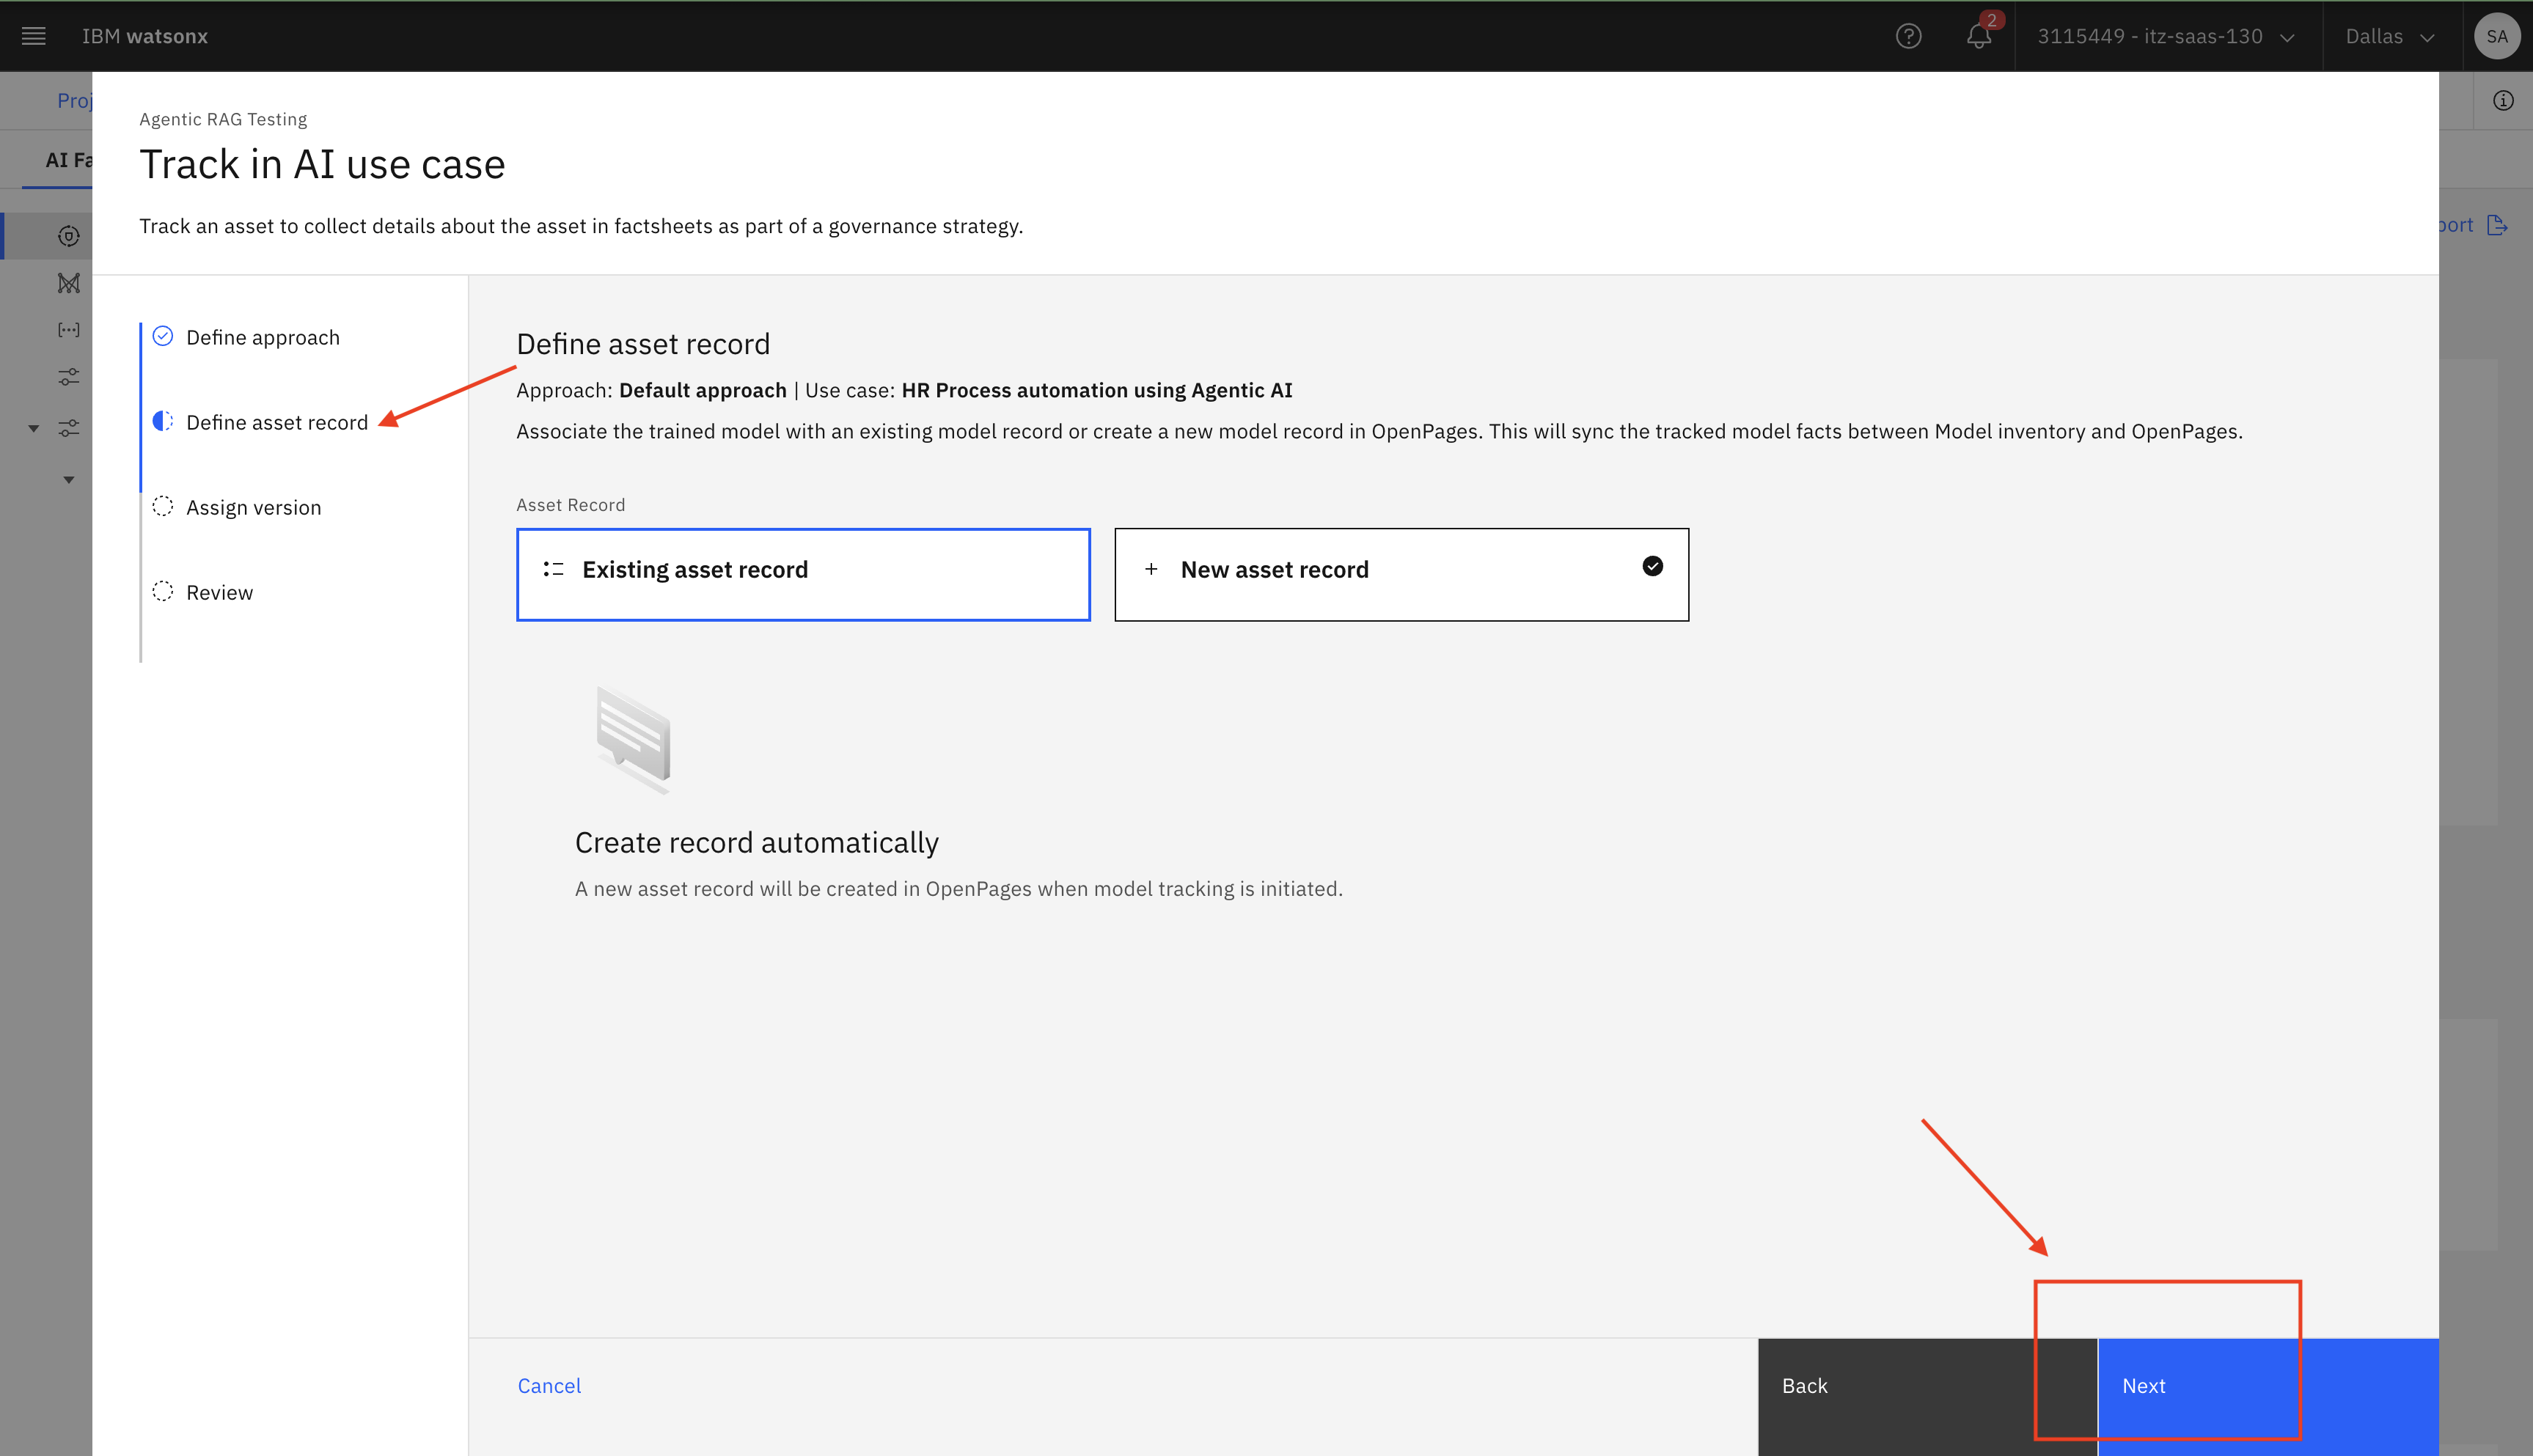 IBM watsonx
2
3115449 - itz-saas-130
Dallas
SA
Proj
AI Fa
port
Agentic RAG Testing
Track in AI use case
Track an asset to collect details about the asset in factsheets as part of a governance strategy.
Define approach
Define asset record
Assign version
Review
Define asset record
Approach: Default approach | Use case: HR Process automation using Agentic AI
Associate the trained model with an existing model record or create a new model record in OpenPages. This will sync the tracked model facts between Model inventory and OpenPages.
Asset Record
Existing asset record
New asset record
Create record automatically
A new asset record will be created in OpenPages when model tracking is initiated.
Cancel
Back
Next